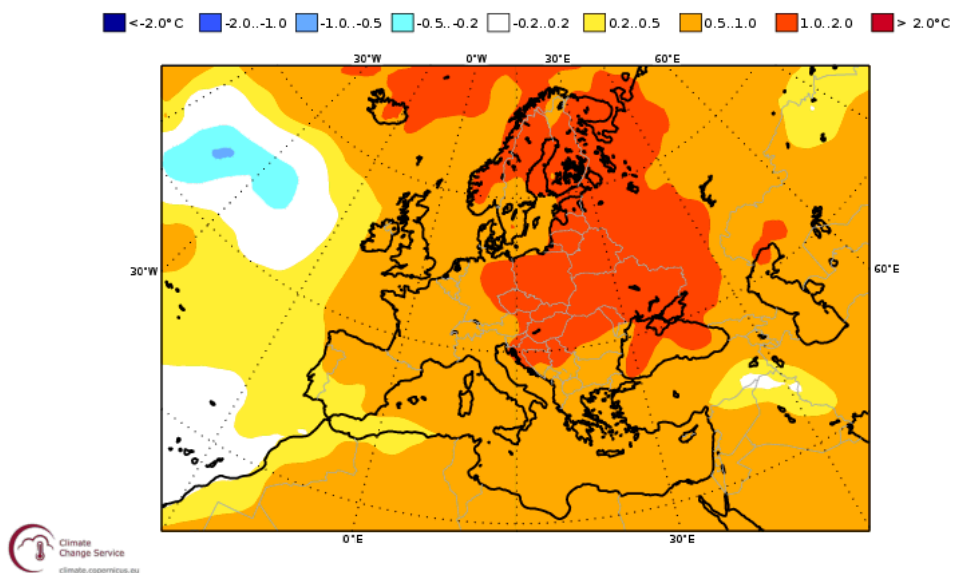 <-2.0°C -2.0..-1.0 -1.0..-0.5 -0.5..-0.2 -0.2..0.2 0.2..0.5 0.5..1.0 1.0..2.0 > 2.0°C
30°W 0°W 30°E 60°E
30°W 60°E
0°E 30°E
Climate
Change Service
climate.copernicus.eu